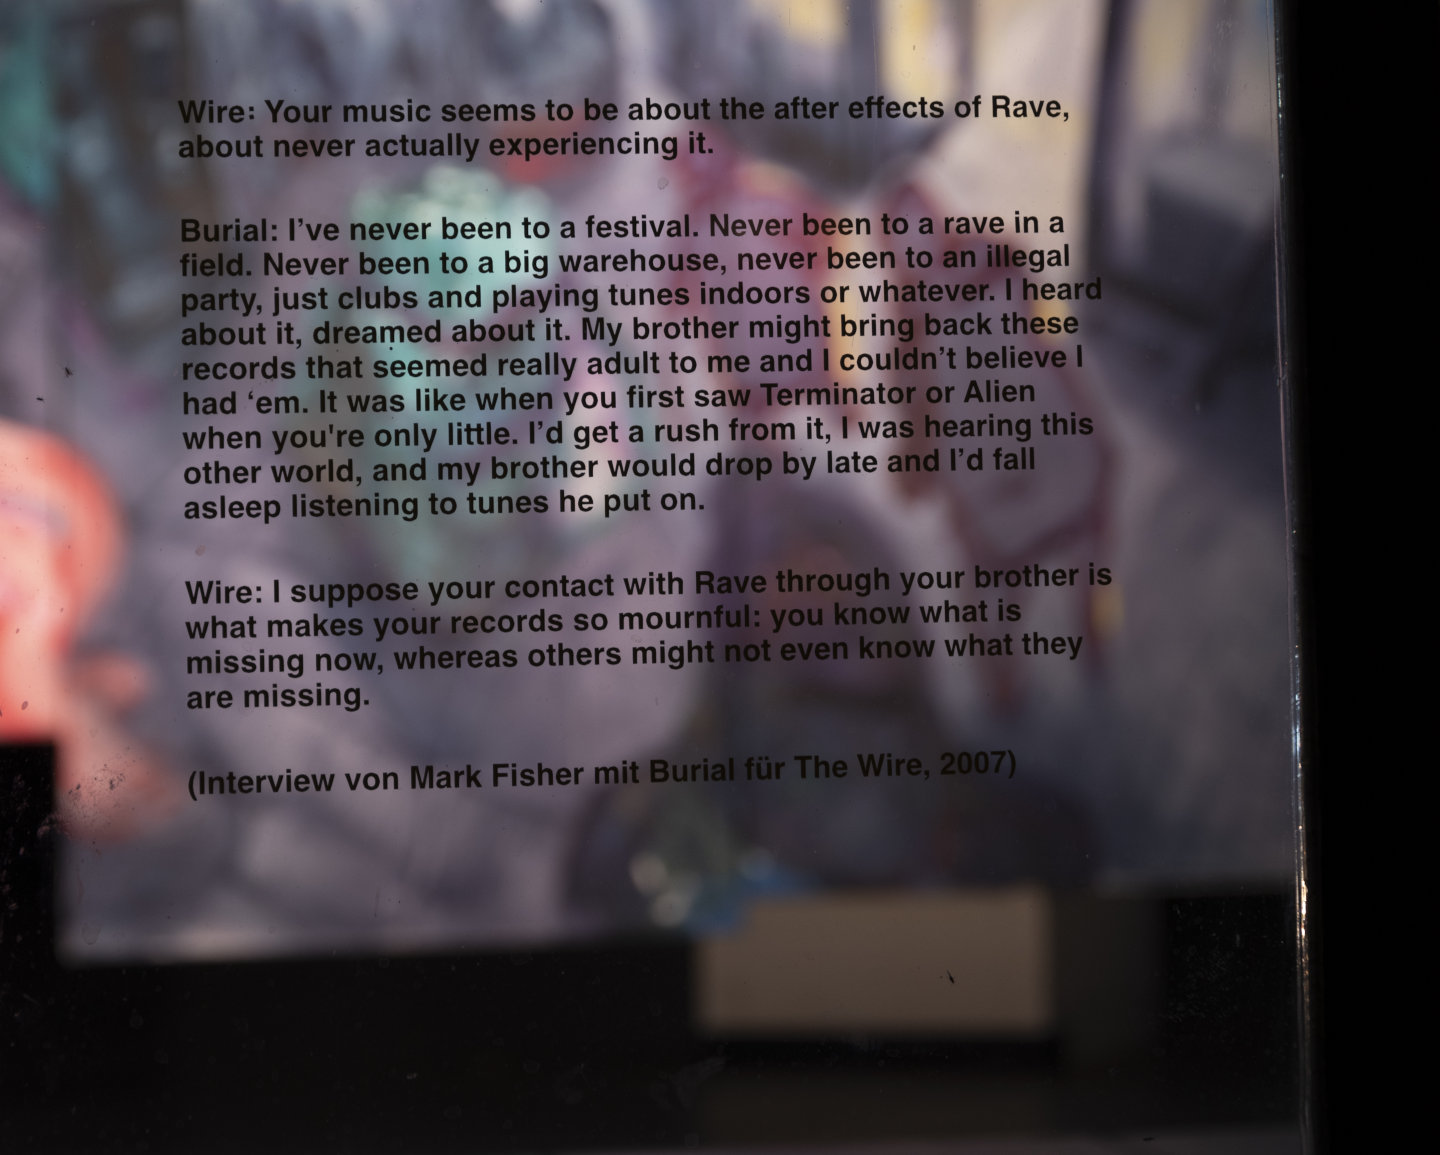 Wire: Your music seems to be about the after effects of Rave,
about never actually experiencing it.
Burial: I’ve never been to a festival. Never been to a rave in a
field. Never been to a big warehouse, never been to an illegal
party, just clubs and playing tunes indoors or whatever. I heard
about it, dreamed about it. My brother might bring back these
records that seemed really adult to me and I couldn’t believe I
had ‘em. It was like when you first saw Terminator or Alien
when you're only little. I’d get a rush from it, I was hearing this
other world, and my brother would drop by late and I’d fall
asleep listening to tunes he put on.
Wire: I suppose your contact with Rave through your brother is
what makes your records so mournful: you know what is
missing now, whereas others might not even know what they
are missing.
(Interview von Mark Fisher mit Burial für The Wire, 2007)